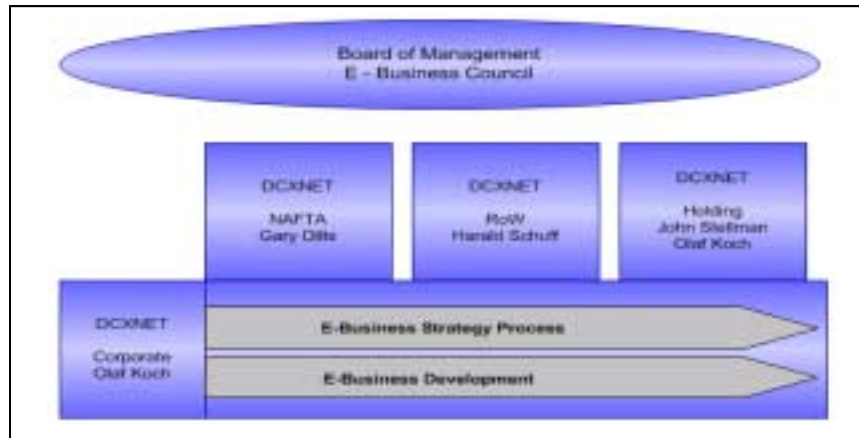 Board of Management
E - Business Council
DCXNET
NAFTA
Gary Dilts
DCXNET
RoW
Harald Schuff
DCXNET
Holding
John Stellman
Olaf Koch
DCXNET
Corporate
Olaf Koch
E-Business Strategy Process
E-Business Development